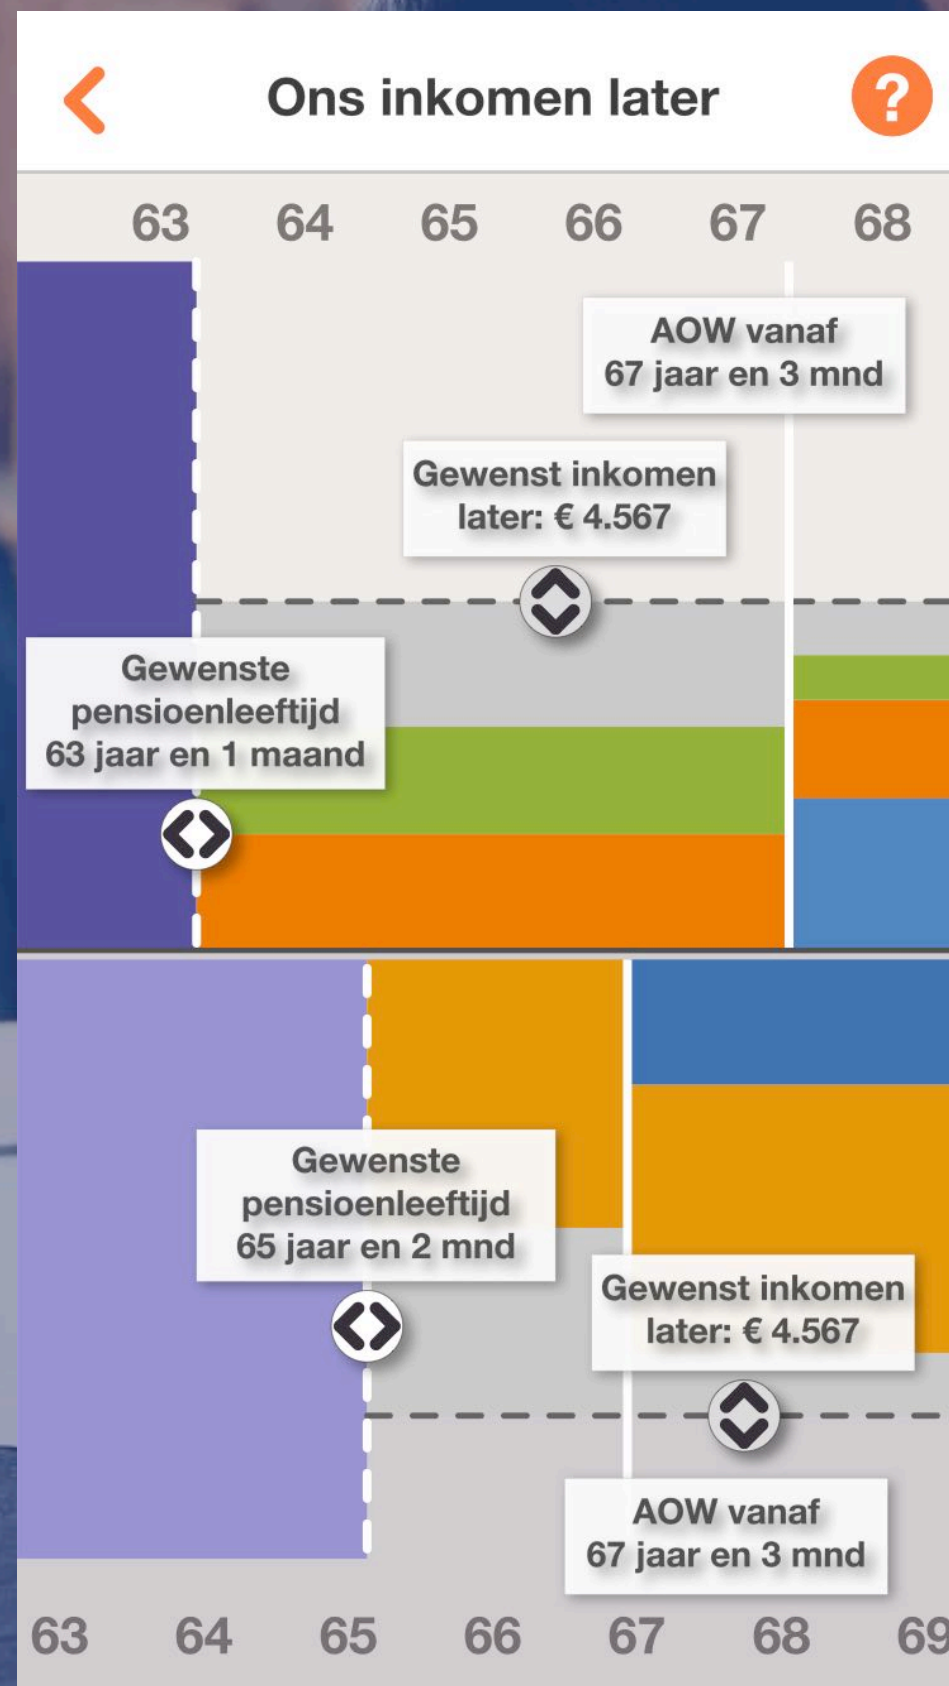 Ons inkomen later
?
63 64 65 66 67 68
AOW vanaf
67 jaar en 3 mnd
Gewenst inkomen
later: € 4.567
Gewenste
pensioenleeftijd
63 jaar en 1 maand
Gewenste
pensioenleeftijd
65 jaar en 2 mnd
Gewenst inkomen
later: € 4.567
AOW vanaf
67 jaar en 3 mnd
63 64 65 66 67 68 69